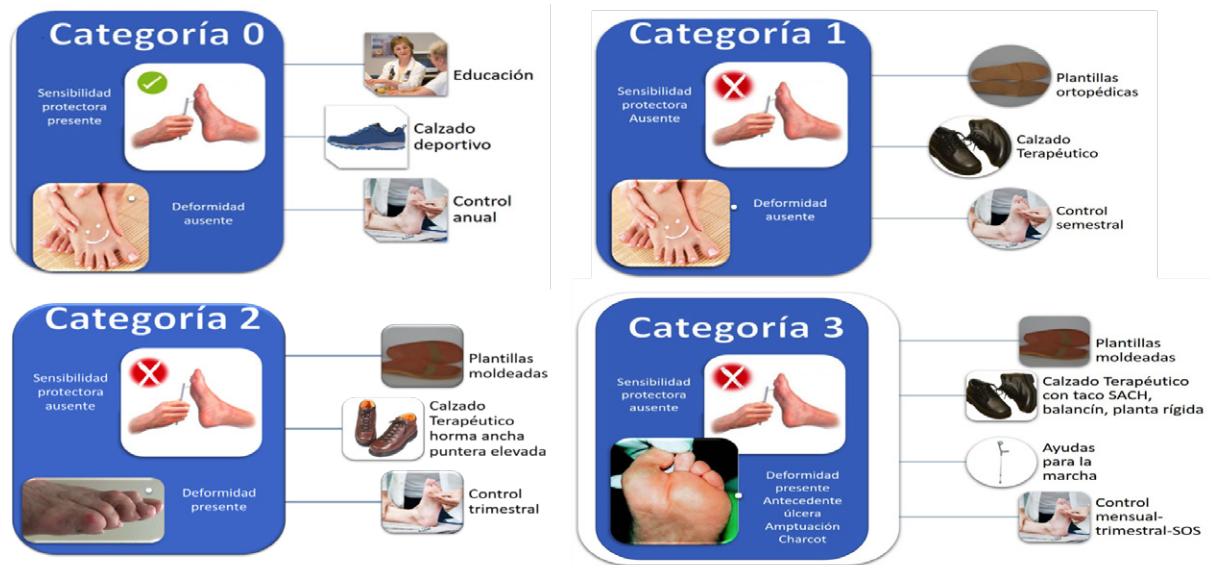 Categoría 0
Sensibilidad
protectora
presente
Deformidad
ausente
Educación
Calzado
deportivo
Control
anual
Categoría 1
Sensibilidad
protectora
Ausente
Deformidad
ausente
Plantillas
ortopédicas
Calzado
Terapéutico
Control
semestral
Categoría 2
Sensibilidad
protectora
ausente
Deformidad
presente
Plantillas
moldeadas
Calzado
Terapéutico
horma ancha
puntera elevada
Control
trimestral
Categoría 3
Sensibilidad
protectora
ausente
Deformidad
presente
Antecedente
úlcera
Amptuación
Charcot
Plantillas
moldeadas
Calzado Terapéutico
con taco SACH,
balancín, planta rígida
Ayudas
para la
marcha
Control
mensual-
trimestral-SOS